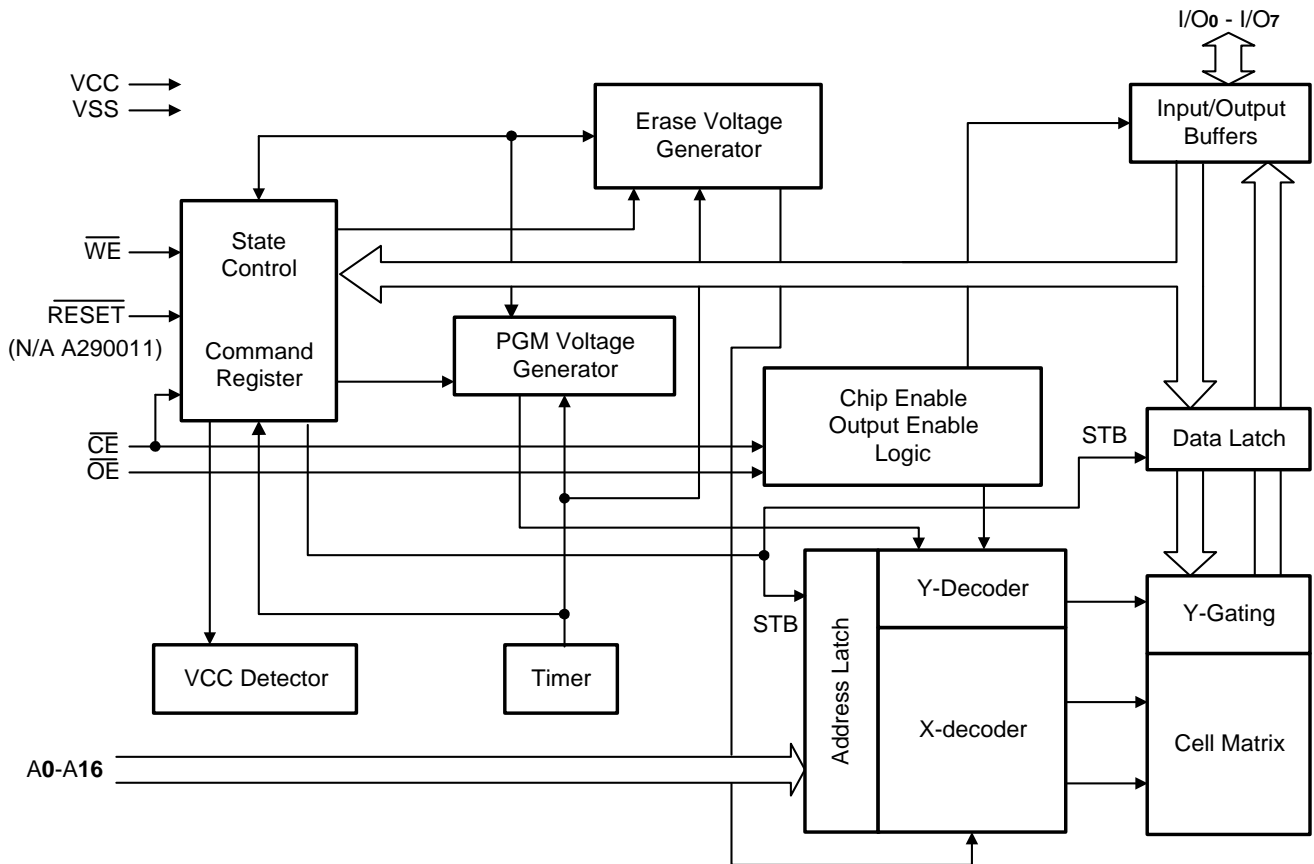 I/O0 - I/O7
VCC
VSS
Erase Voltage
Generator
Input/Output
Buffers
State
Control
WE
RESET
(N/A A290011)
Command
Register
PGM Voltage
Generator
Chip Enable
Output Enable
Logic
CE
OE
STB
Data Latch
Y-Decoder
STB
Y-Gating
VCC Detector
Timer
Address Latch
X-decoder
Cell Matrix
A0-A16